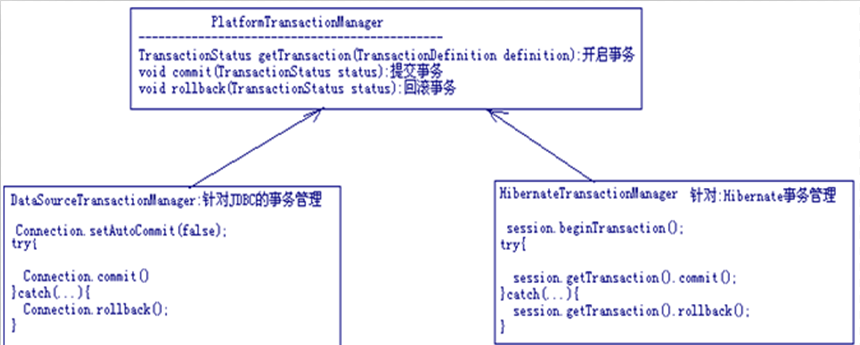 PlatformTransactionManager
----------------------------------------------
TransactionStatus getTransaction(TransactionDefinition definition):开启事务
void commit(TransactionStatus status):提交事务
void rollback(TransactionStatus status):回滚事务
DataSourceTransactionManager:针对JDBC的事务管理
Connection.setAutoCommit(false);
try{
Connection.commit()
}catch(...){
Connection.rollback();
}
HibernateTransactionManager 针对:Hibernate事务管理
session.beginTransaction();
try{
session.getTransaction().commit();
}catch(...){
session.getTransaction().rollback();
}